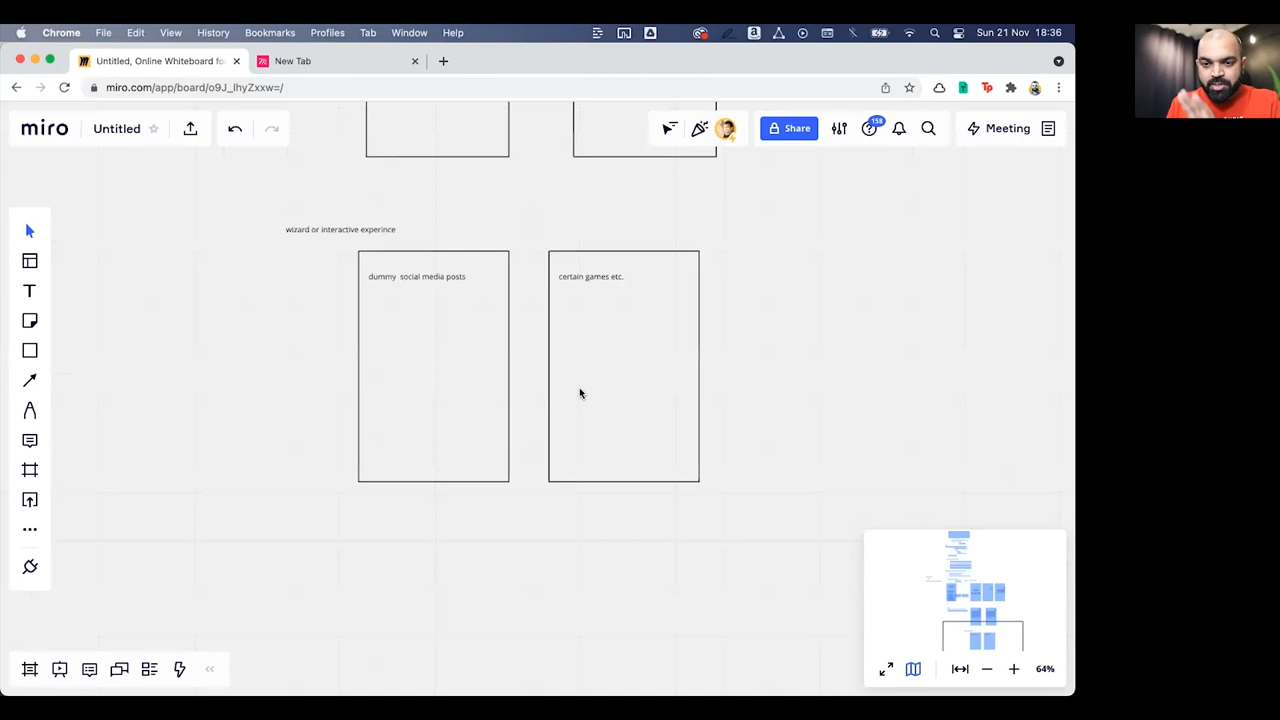 Chrome File Edit View History Bookmarks Profiles Tab Window Help Sun 21 Nov 18:36
Untitled, Online Whiteboard fo New Tab
miro.com/app/board/o9J_lhyZxxw=/
miro Untitled Share 158 Meeting
wizard or interactive experince
dummy social media posts
certain games etc.
64%